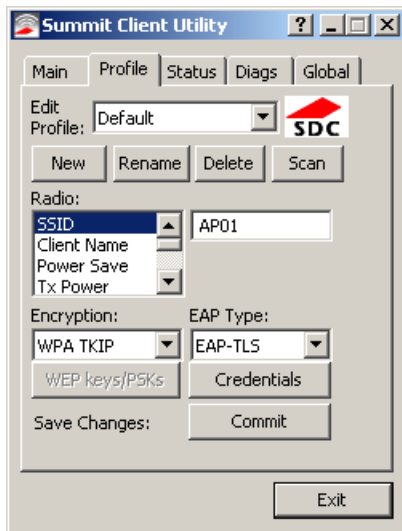 Summit Client Utility
Main Profile Status Diags Global
Edit
Profile: Default
SDC
New Rename Delete Scan
Radio:
SSID AP01
Client Name
Power Save
Tx Power
Encryption: EAP Type:
WPA TKIP EAP-TLS
WEP keys/PSKs Credentials
Save Changes: Commit
Exit